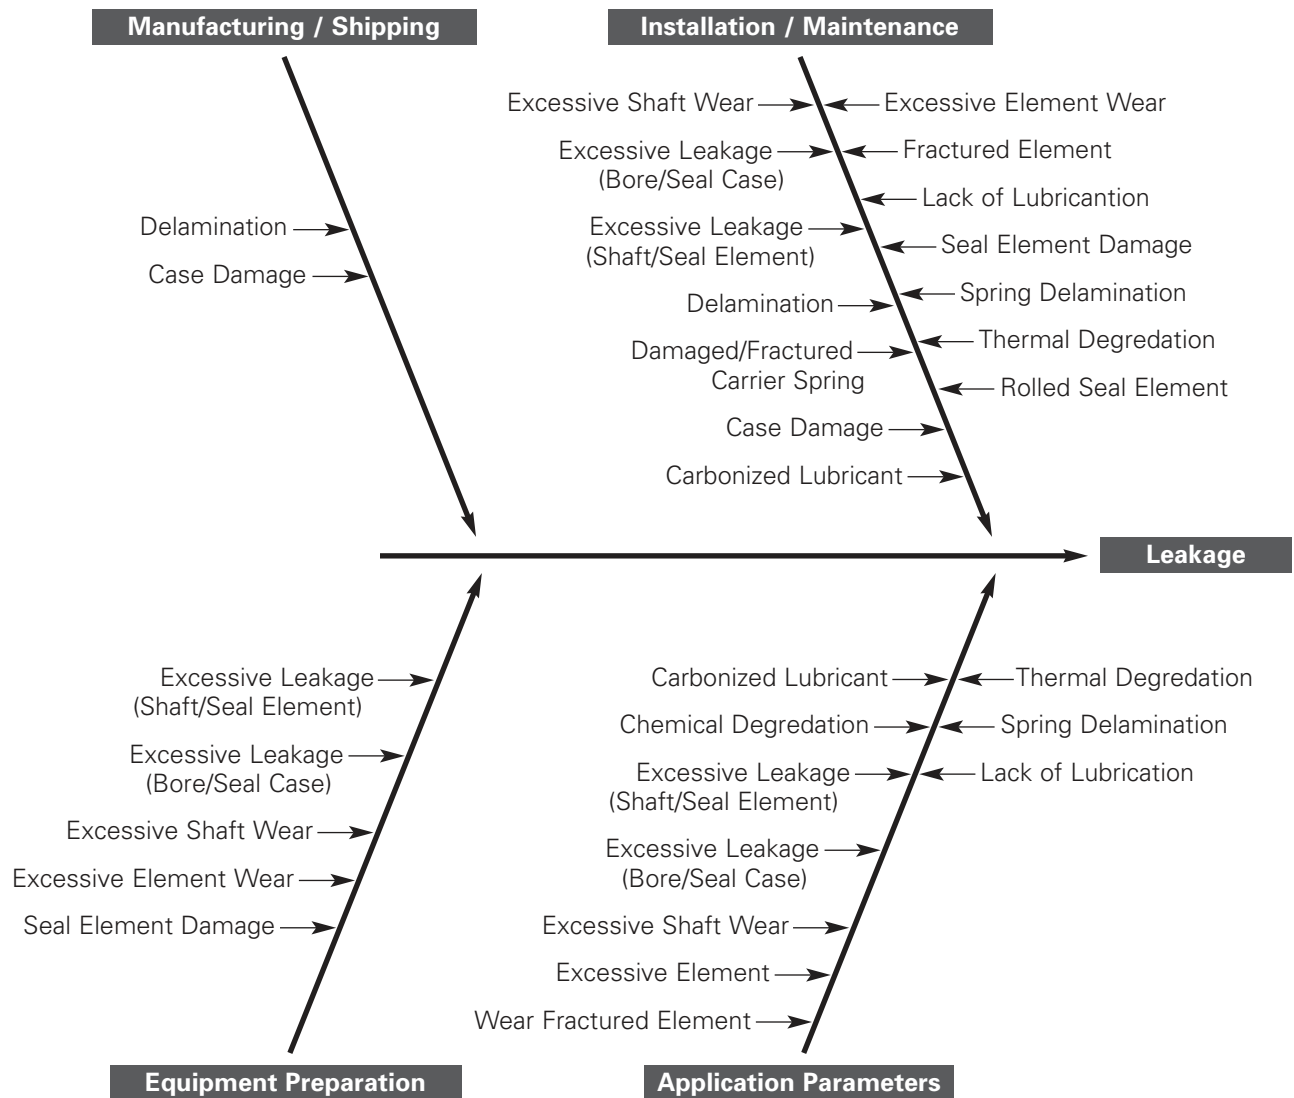 Manufacturing / Shipping
Delamination
Case Damage
Installation / Maintenance
Excessive Shaft Wear
Excessive Leakage
(Bore/Seal Case)
Excessive Leakage
(Shaft/Seal Element)
Delamination
Damaged/Fractured
Carrier Spring
Case Damage
Carbonized Lubricant
Excessive Element Wear
Fractured Element
Lack of Lubricantion
Seal Element Damage
Spring Delamination
Thermal Degredation
Rolled Seal Element
Leakage
Excessive Leakage
(Shaft/Seal Element)
Excessive Leakage
(Bore/Seal Case)
Excessive Shaft Wear
Excessive Element Wear
Seal Element Damage
Equipment Preparation
Carbonized Lubricant
Chemical Degredation
Excessive Leakage
(Shaft/Seal Element)
Excessive Leakage
(Bore/Seal Case)
Excessive Shaft Wear
Excessive Element
Wear Fractured Element
Thermal Degredation
Spring Delamination
Lack of Lubrication
Application Parameters